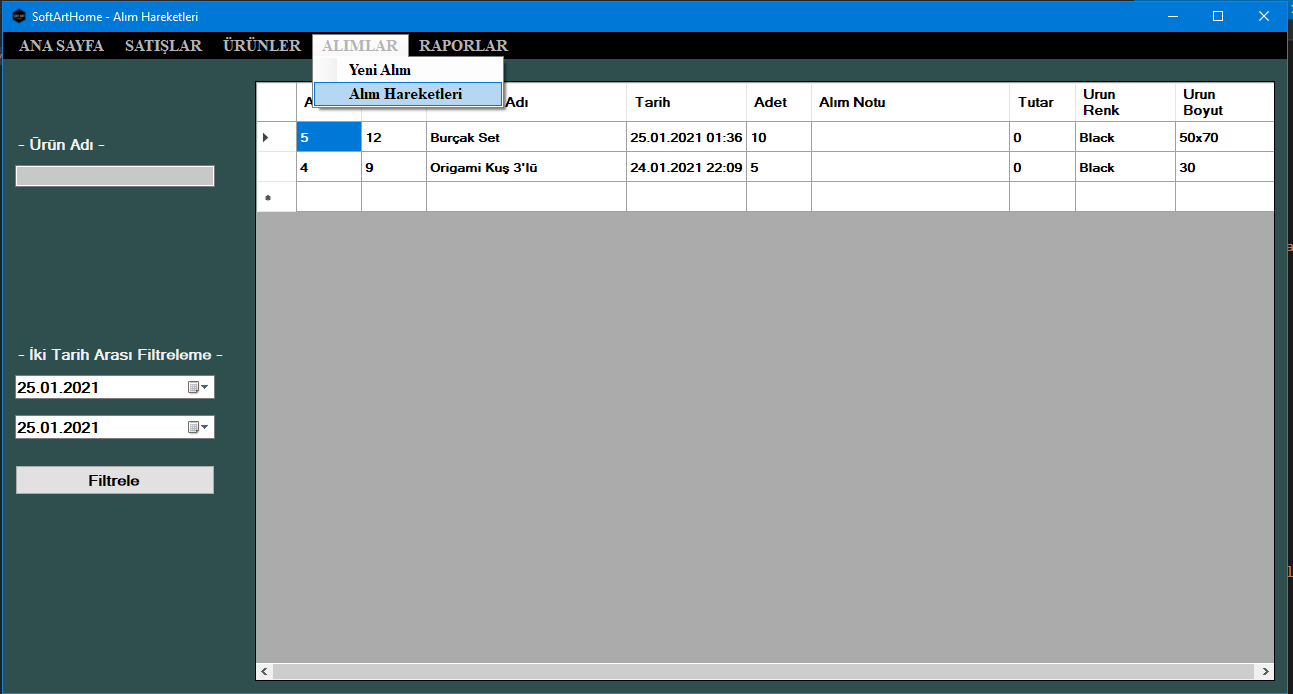 SoftArtHome - Alım Hareketleri
ANA SAYFA SATIŞLAR ÜRÜNLER ALIMLAR RAPORLAR
Yeni Alım
Alım Hareketleri
Adı Tarih Adet Alım Notu Tutar Urun Renk Urun Boyut
5 12 Burçak Set 25.01.2021 01:36 10 0 Black 50x70
4 9 Origami Kuş 3'lü 24.01.2021 22:09 5 0 Black 30
- Ürün Adı -
- İki Tarih Arası Filtreleme -
25.01.2021
25.01.2021
Filtrele